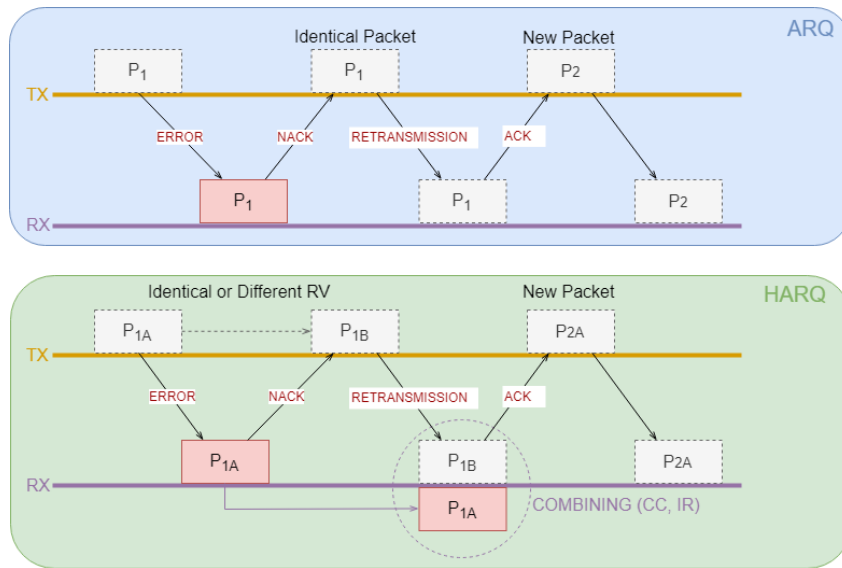 ARQ
Identical Packet
New Packet
P1
P1
P2
TX
ERROR
NACK
RETRANSMISSION
ACK
P1
P1
P2
RX
HARQ
Identical or Different RV
New Packet
P1A
P1B
P2A
TX
ERROR
NACK
RETRANSMISSION
ACK
P1A
P1B
P2A
RX
P1A
COMBINING (CC, IR)